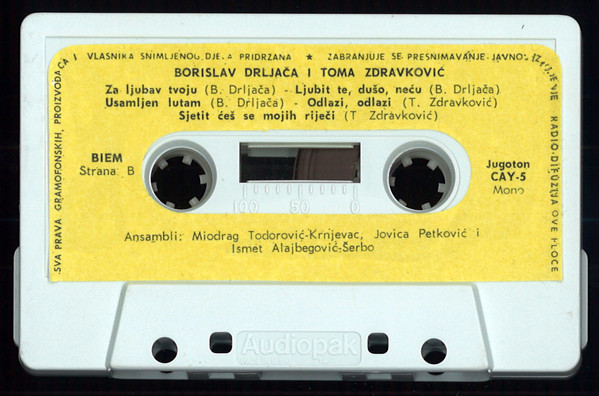 SVA PRAVA GRAMOFONSKIH, PROIZVOĐAČA I VLASNIKA SNIMLJENOG DJELA PRIDRŽANA ★ ZABRANJUJE SE PRESNIMAVANJE JAVNO RADIO-DIFUZIJA OVE PLOČE
BORISLAV DRLJAČA I TOMA ZDRAVKOVIĆ
Za ljubav tvoju (B. Drljača) - Ljubit te, dušo, neću (B. Drljača)
Usamljen lutam (B. Drljača) - Odlazi, odlazi (T. Zdravković)
Sjetit ćeš se mojih riječi (T Zdravković)
BIEM
Strana: B
Jugoton
CAY-5
Mono
100 50 0
Ansambli: Miodrag Todorović-Krnjevac, Jovica Petković i
Ismet Alajbegović-Šerbo
Audiopak